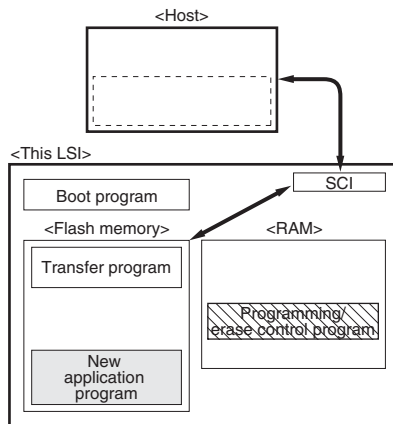 <Host>
<This LSI>
SCI
Boot program
<Flash memory>
<RAM>
Transfer program
Programming/
erase control program
New
application
program